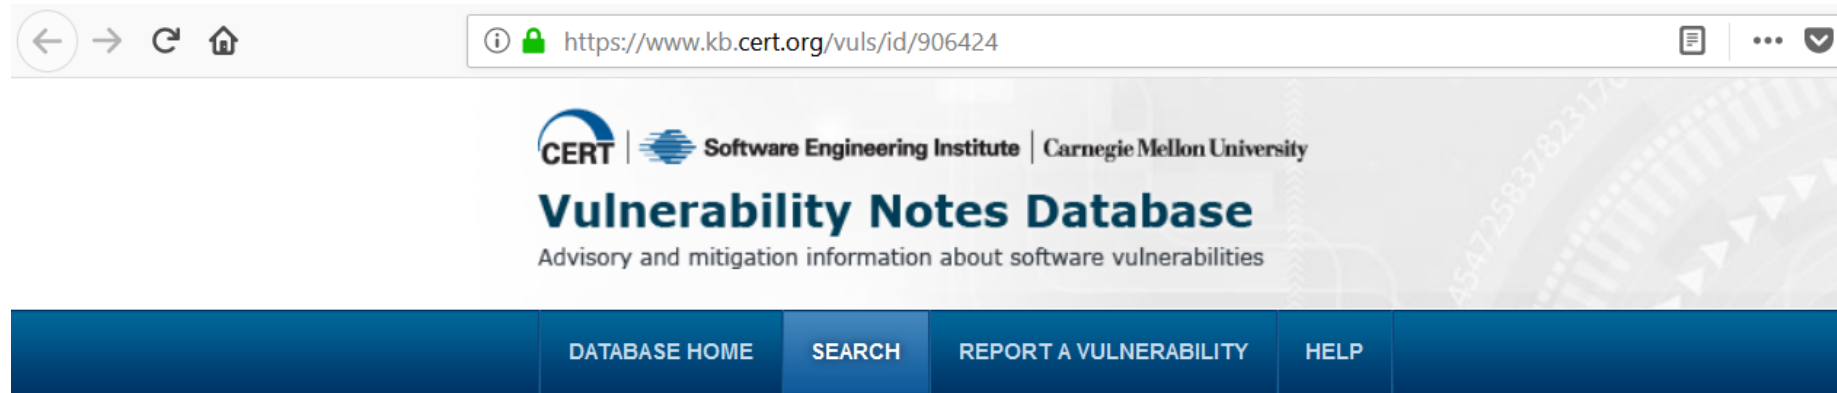 https://www.kb.cert.org/vuls/id/906424
CERT Software Engineering Institute Carnegie Mellon University
Vulnerability Notes Database
Advisory and mitigation information about software vulnerabilities
DATABASE HOME SEARCH REPORT A VULNERABILITY HELP